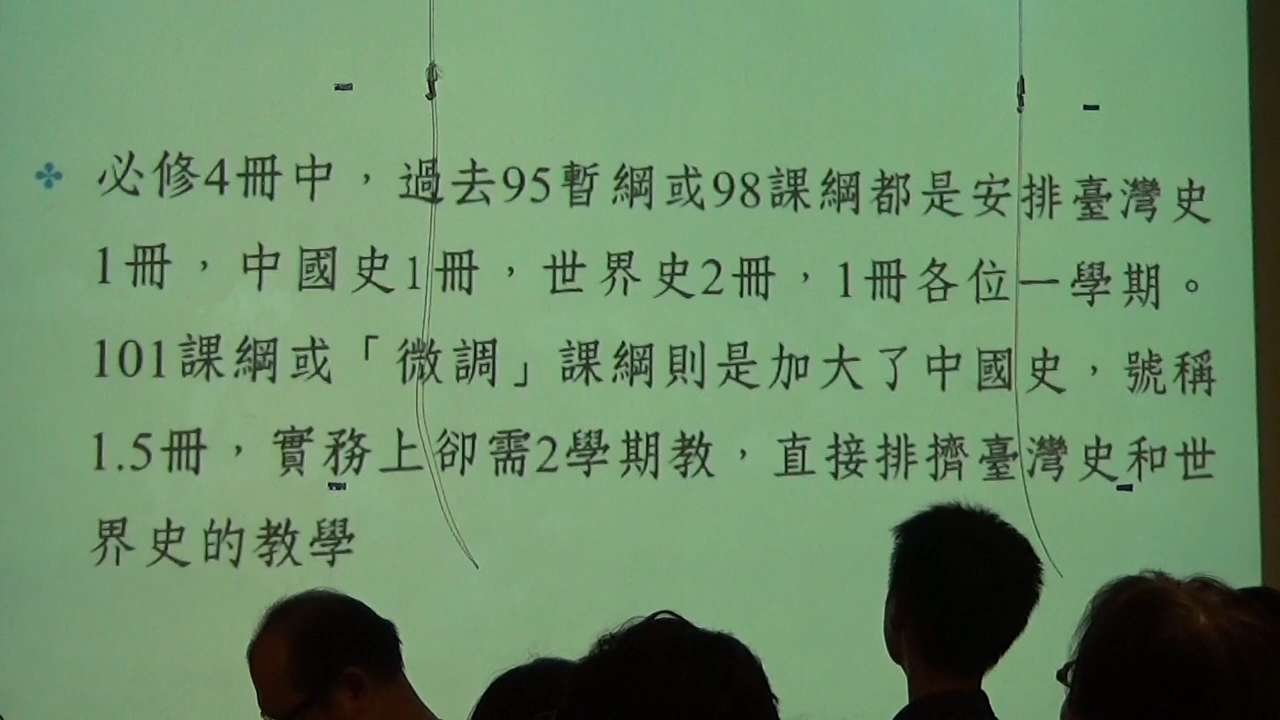 必修4冊中，過去95暫綱或98課綱都是安排臺灣史
1冊，中國史1冊，世界史2冊，1冊各位一學期。
101課綱或「微調」課綱則是加大了中國史，號稱
1.5冊，實務上卻需2學期教，直接排擠臺灣史和世
界史的教學